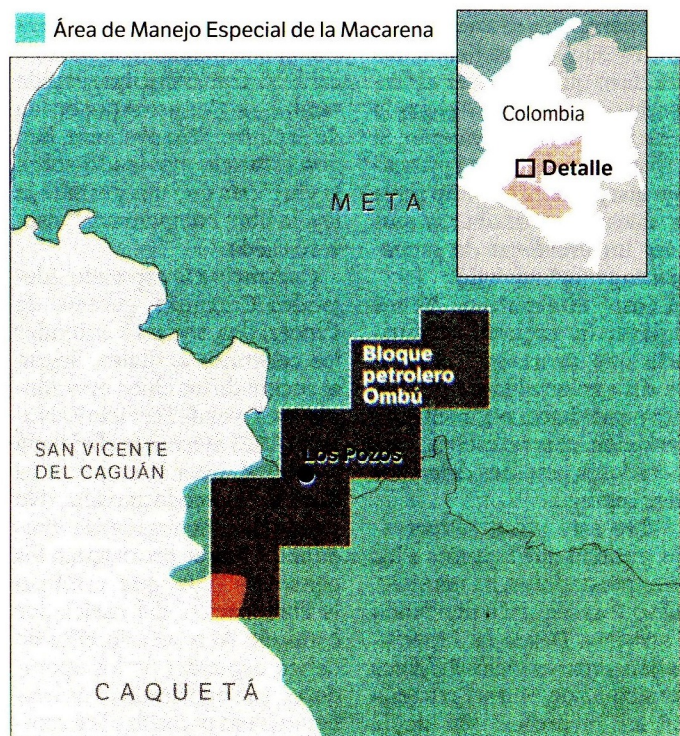 Área de Manejo Especial de la Macarena
Colombia
Detalle
META
Bloque
petrolero
Ombú
Los Pozos
SAN VICENTE
DEL CAGUÁN
CAQUETÁ